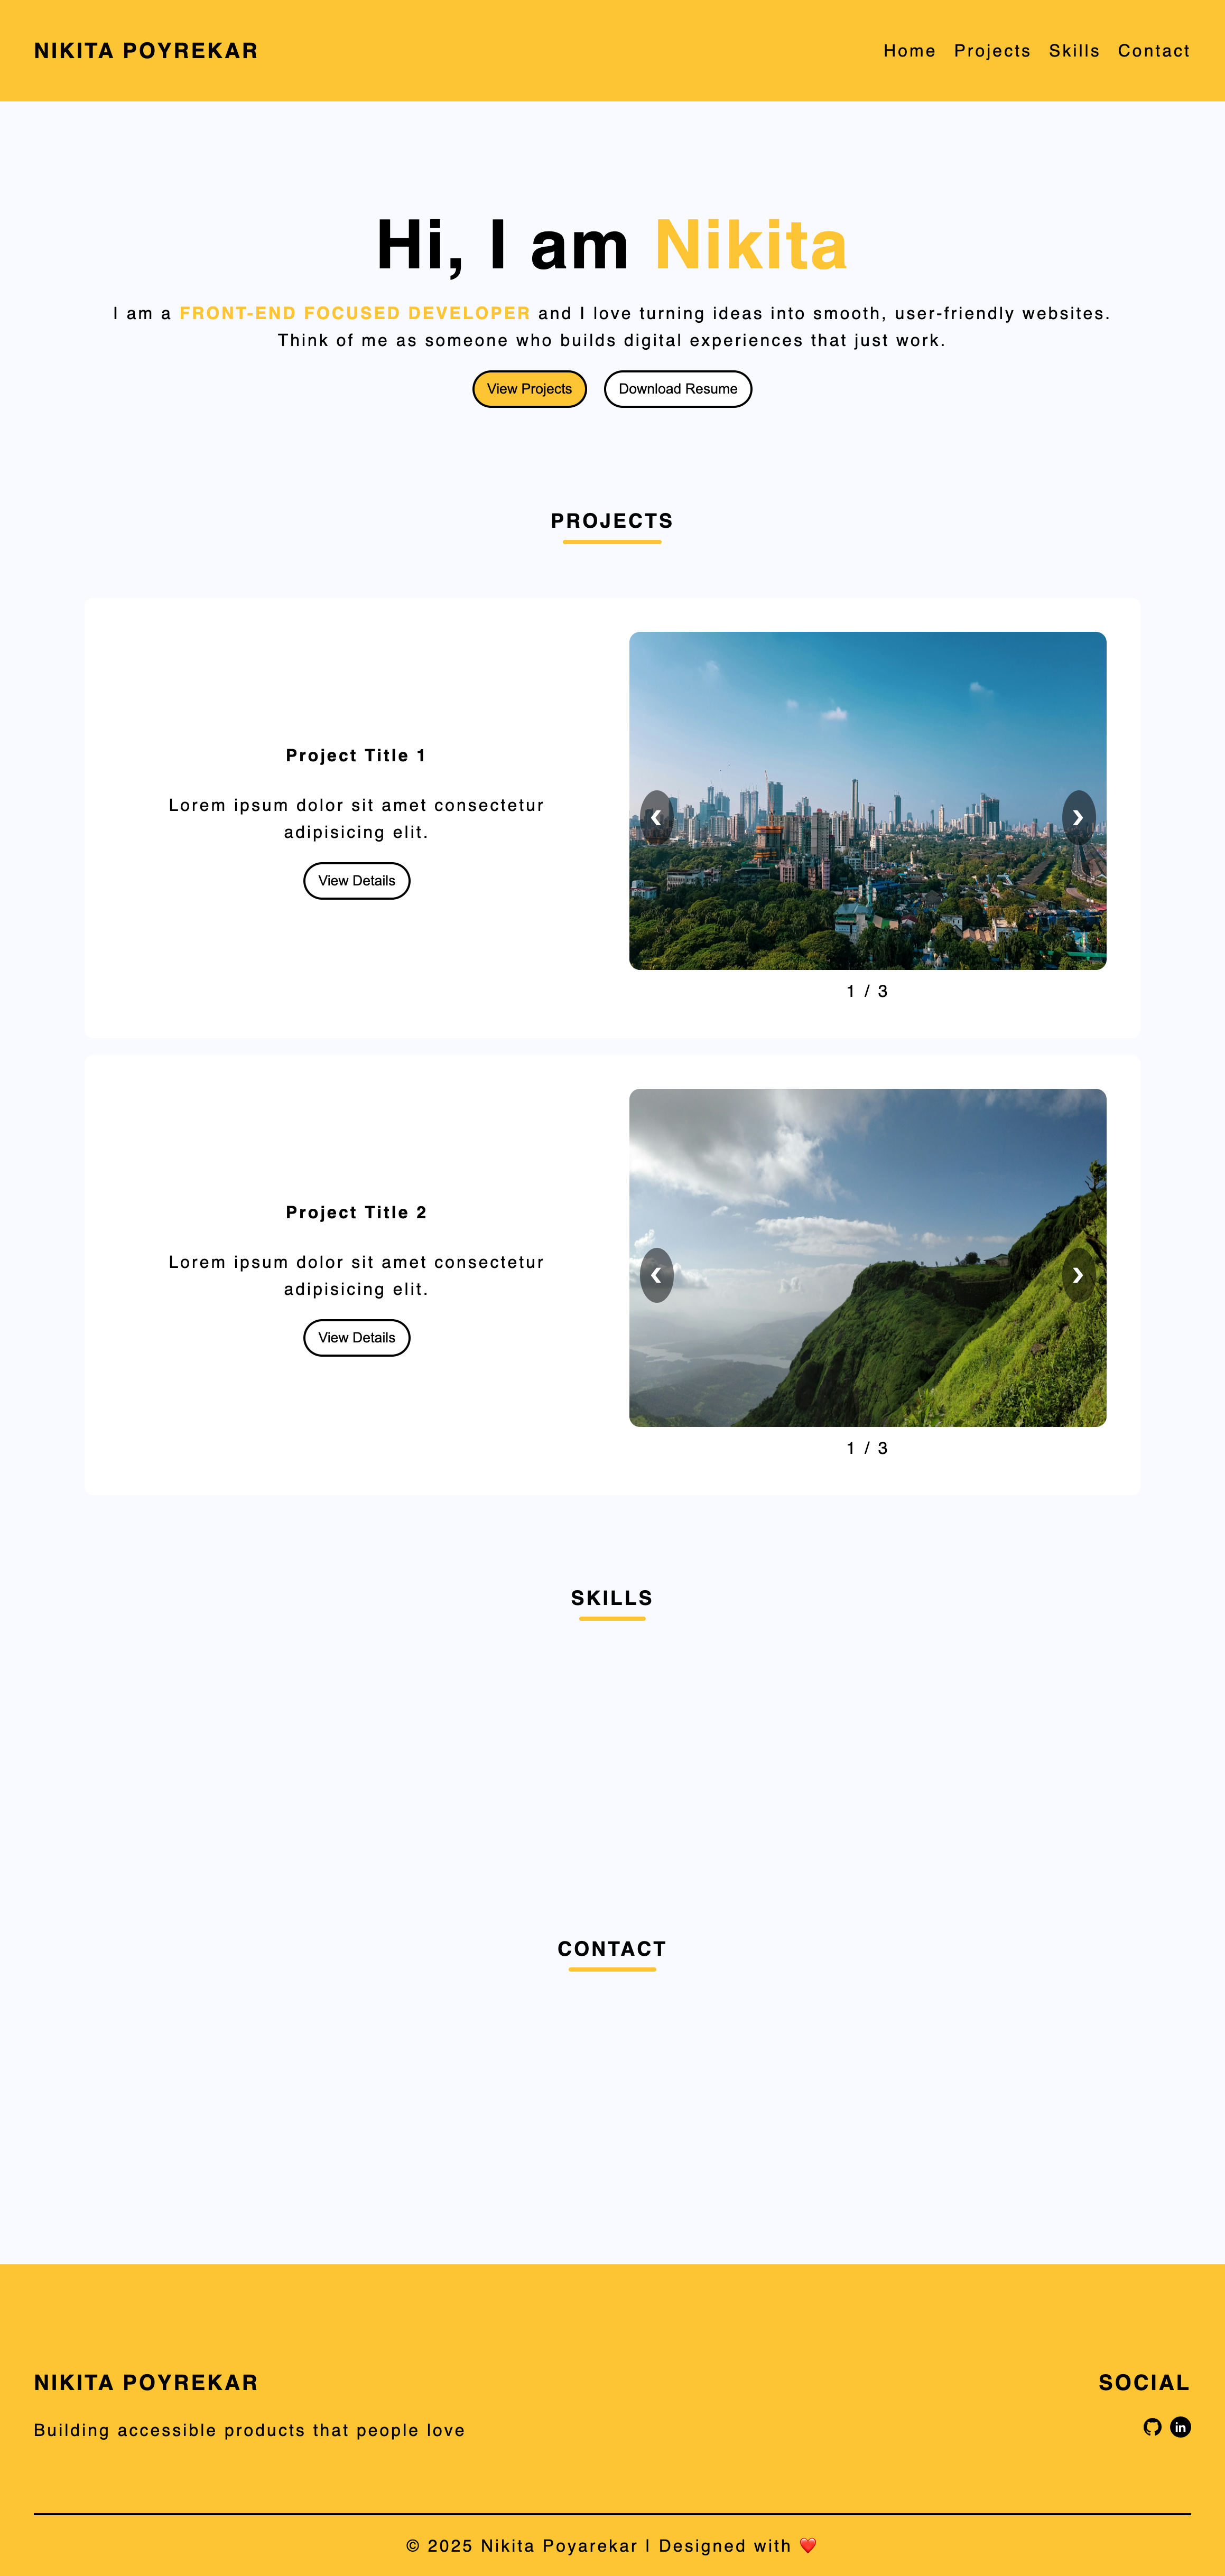 NIKITA POYREKAR
Home Projects Skills Contact
Hi, I am Nikita
I am a FRONT-END FOCUSED DEVELOPER and I love turning ideas into smooth, user-friendly websites.
Think of me as someone who builds digital experiences that just work.
View Projects Download Resume
PROJECTS
Project Title 1
Lorem ipsum dolor sit amet consectetur
adipisicing elit.
View Details
1 / 3
Project Title 2
Lorem ipsum dolor sit amet consectetur
adipisicing elit.
View Details
1 / 3
SKILLS
CONTACT
NIKITA POYREKAR
Building accessible products that people love
SOCIAL
in
© 2025 Nikita Poyarekar | Designed with ❤️